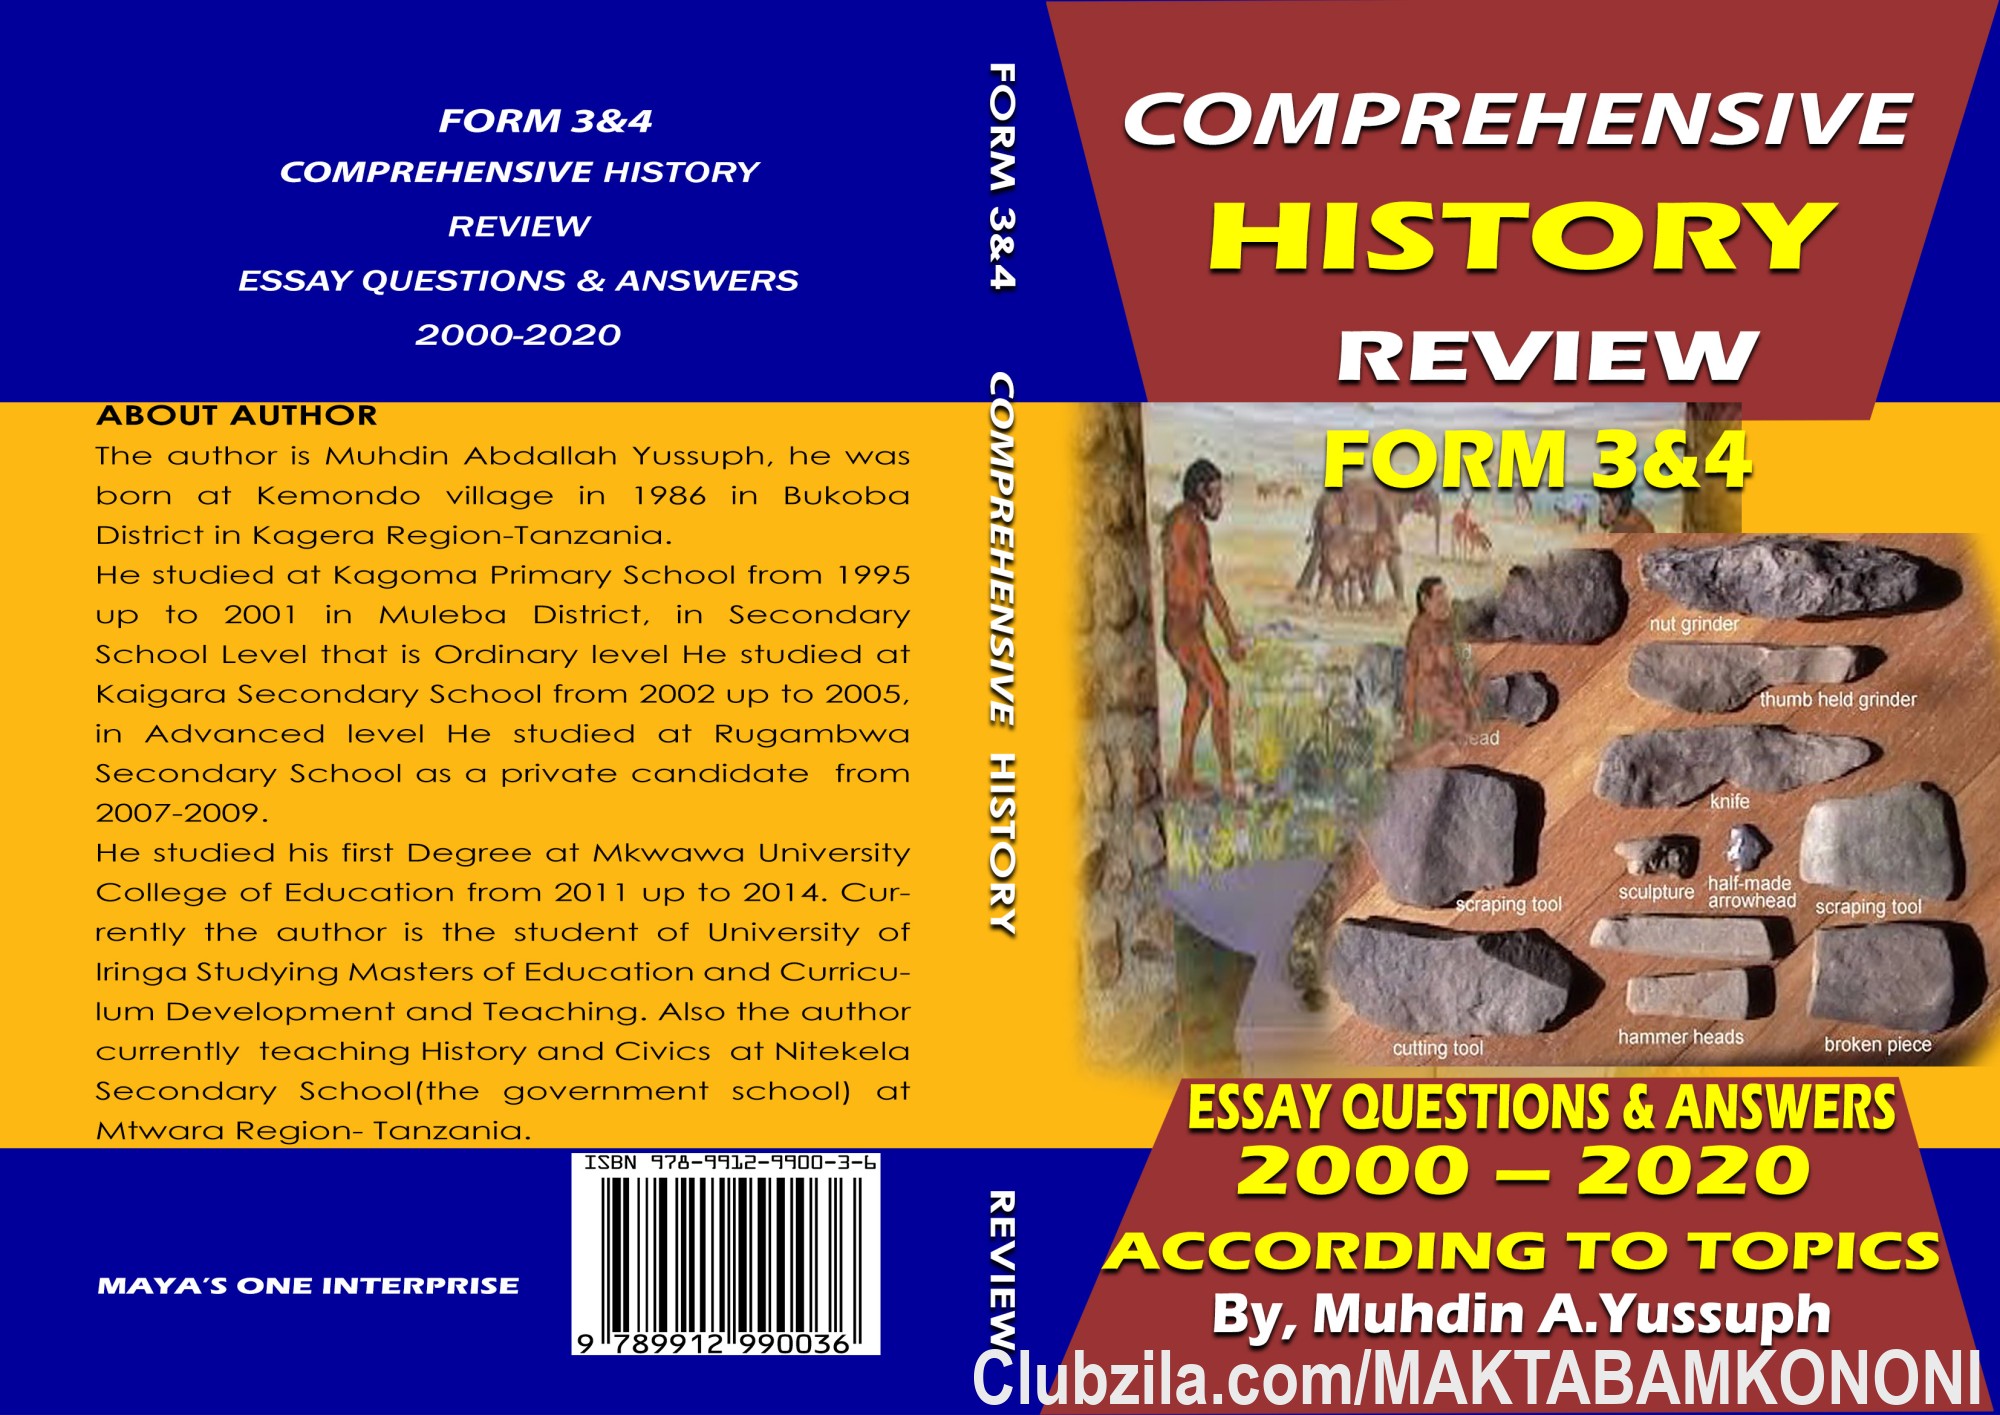 FORM 3&4
COMPREHENSIVE HISTORY
REVIEW
ESSAY QUESTIONS & ANSWERS
2000-2020
ABOUT AUTHOR
The author is Muhdin Abdallah Yussuph, he was
born at Kemondo village in 1986 in Bukoba
District in Kagera Region-Tanzania.
He studied at Kagoma Primary School from 1995
up to 2001 in Muleba District, in Secondary
School Level that is Ordinary level He studied at
Kaigara Secondary School from 2002 up to 2005,
in Advanced level He studied at Rugambwa
Secondary School as a private candidate from
2007-2009.
He studied his first Degree at Mkwawa University
College of Education from 2011 up to 2014. Cur-
rently the author is the student of University of
Iringa Studying Masters of Education and Curricu-
lum Development and Teaching. Also the author
currently teaching History and Civics at Nitekela
Secondary School(the government school) at
Mtwara Region- Tanzania.
MAYA'S ONE INTERPRISE
ISBN 978-9912-9900-3-6
9 789912 990036
FORM 3&4 COMPREHENSIVE HISTORY REVIEW
COMPREHENSIVE
HISTORY
REVIEW
FORM 3&4
nut grinder
thumb held grinder
knife
sculpture
half-made
arrowhead
scraping tool
scraping tool
hammer heads
cutting tool
broken piece
ESSAY QUESTIONS & ANSWERS
2000 – 2020
ACCORDING TO TOPICS
By, Muhdin A.Yussuph
Clubzila.com/MAKTABAMKONONI